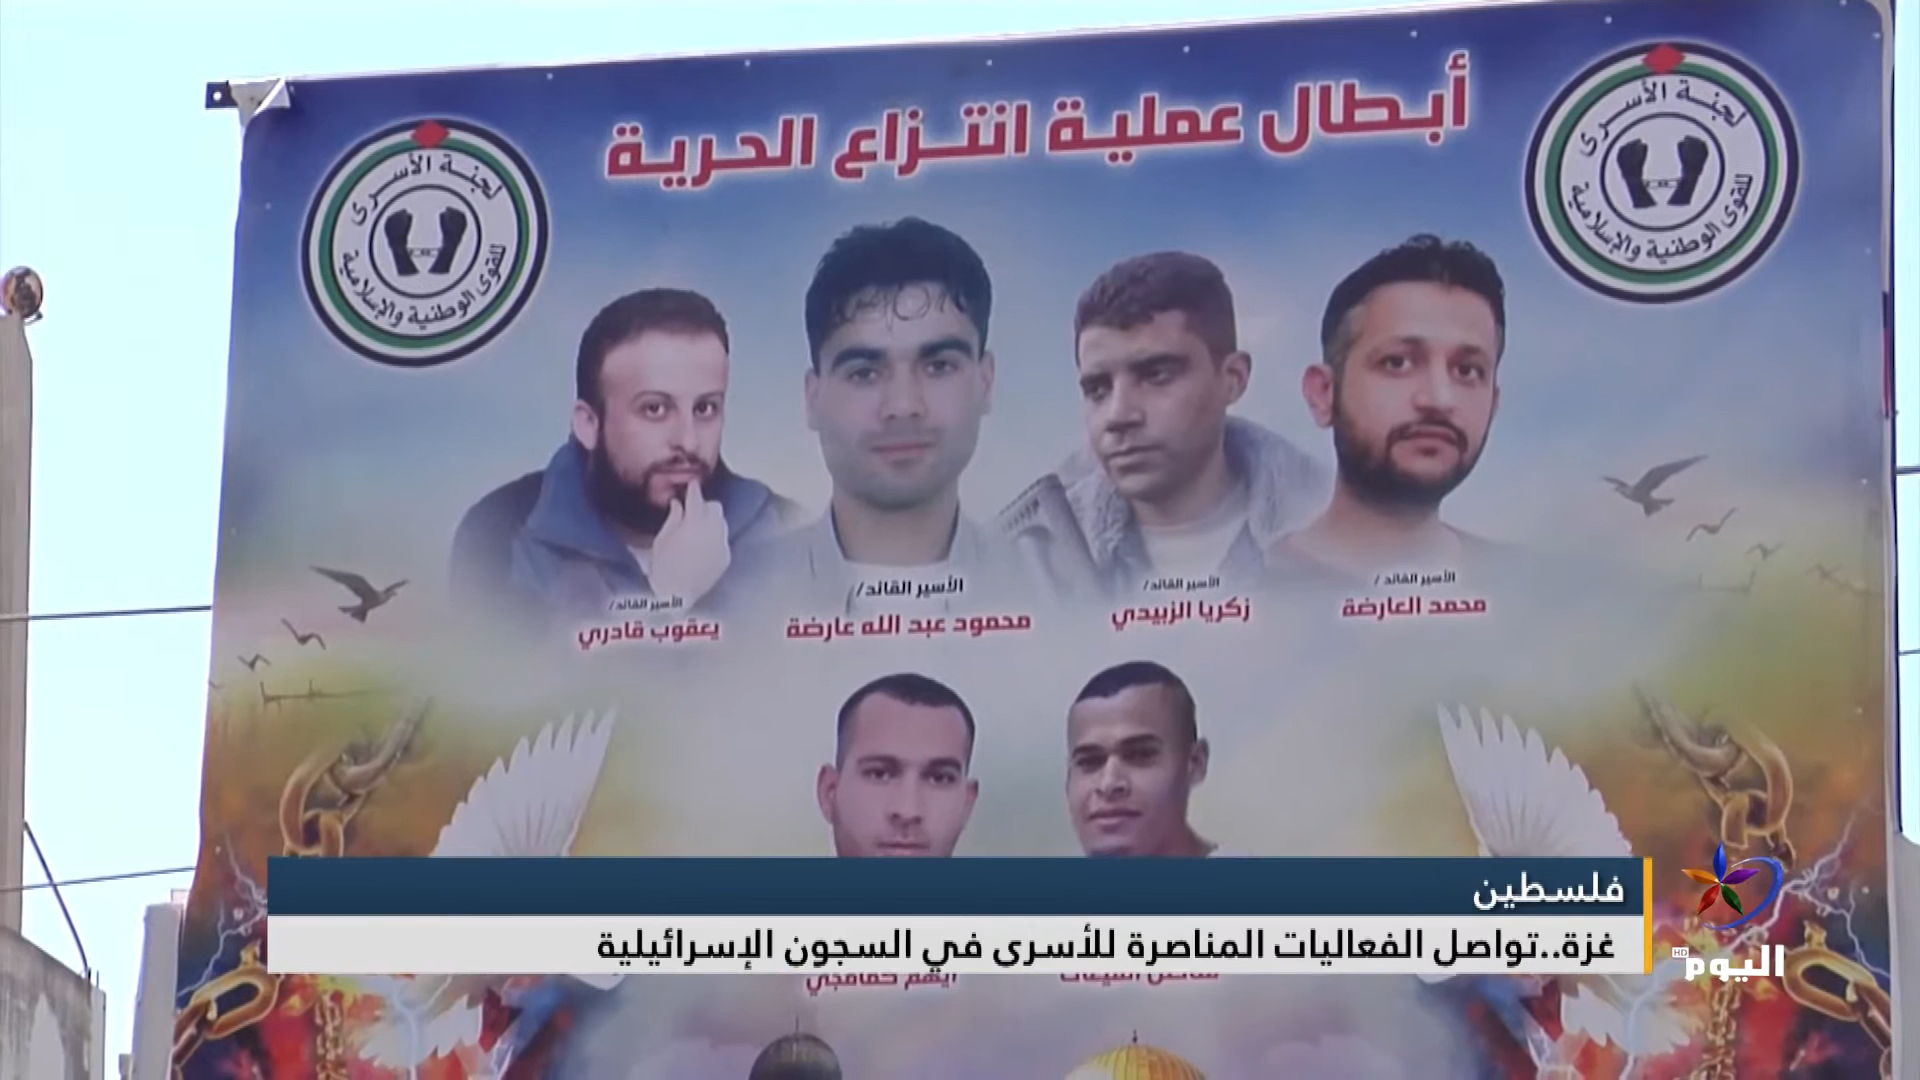 أبطال عملية انتزاع الحرية
لجنة الأسرى
للقوى الوطنية والإسلامية
لجنة الأسرى
للقوى الوطنية والإسلامية
الأسير القائد/
محمد العارضة
الأسير القائد/
زكريا الزبيدي
الأسير القائد/
محمود عبد الله عارضة
الأسير القائد/
يعقوب قادري
فلسطين
غزة..تواصل الفعاليات المناصرة للأسرى في السجون الإسرائيلية
اليوم HD